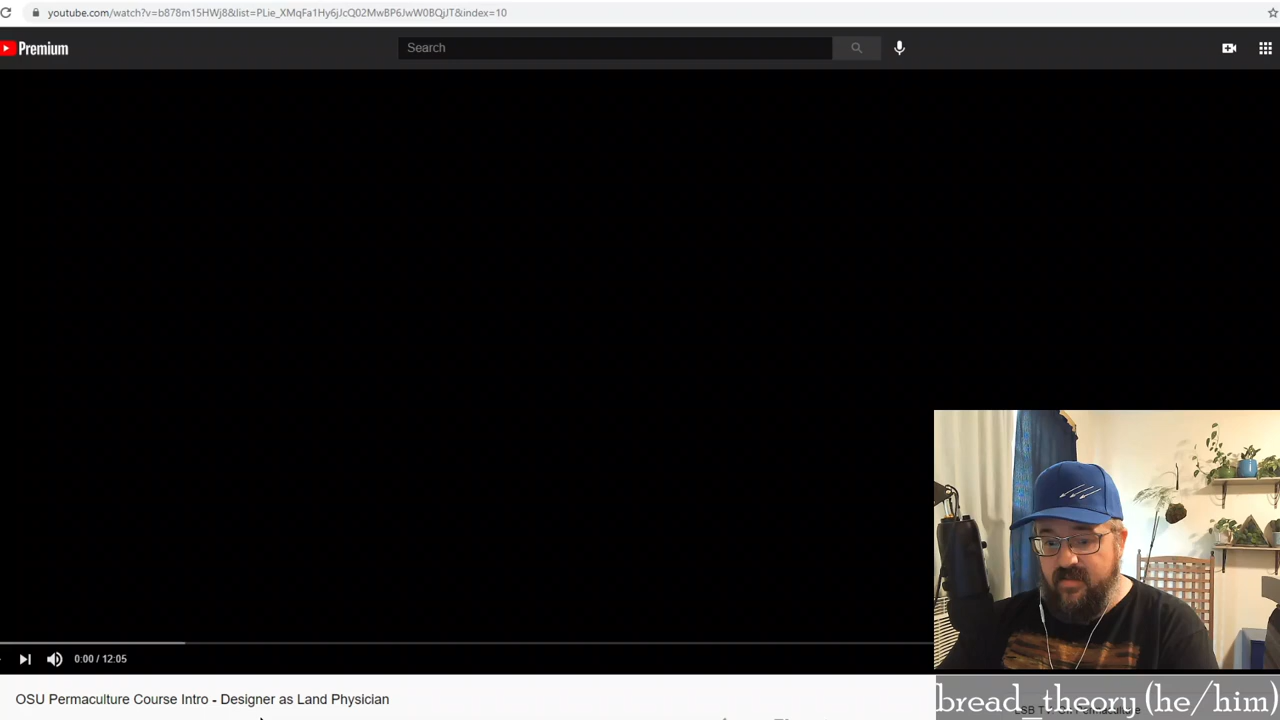 youtube.com/watch?v=b878m15HWj8&list=PLie_XMqFa1Hy6jJcQ02MwBP6JwW0BQjJT&index=10
Premium
Search
0:00 / 12:05
OSU Permaculture Course Intro - Designer as Land Physician
bread_theory (he/him)